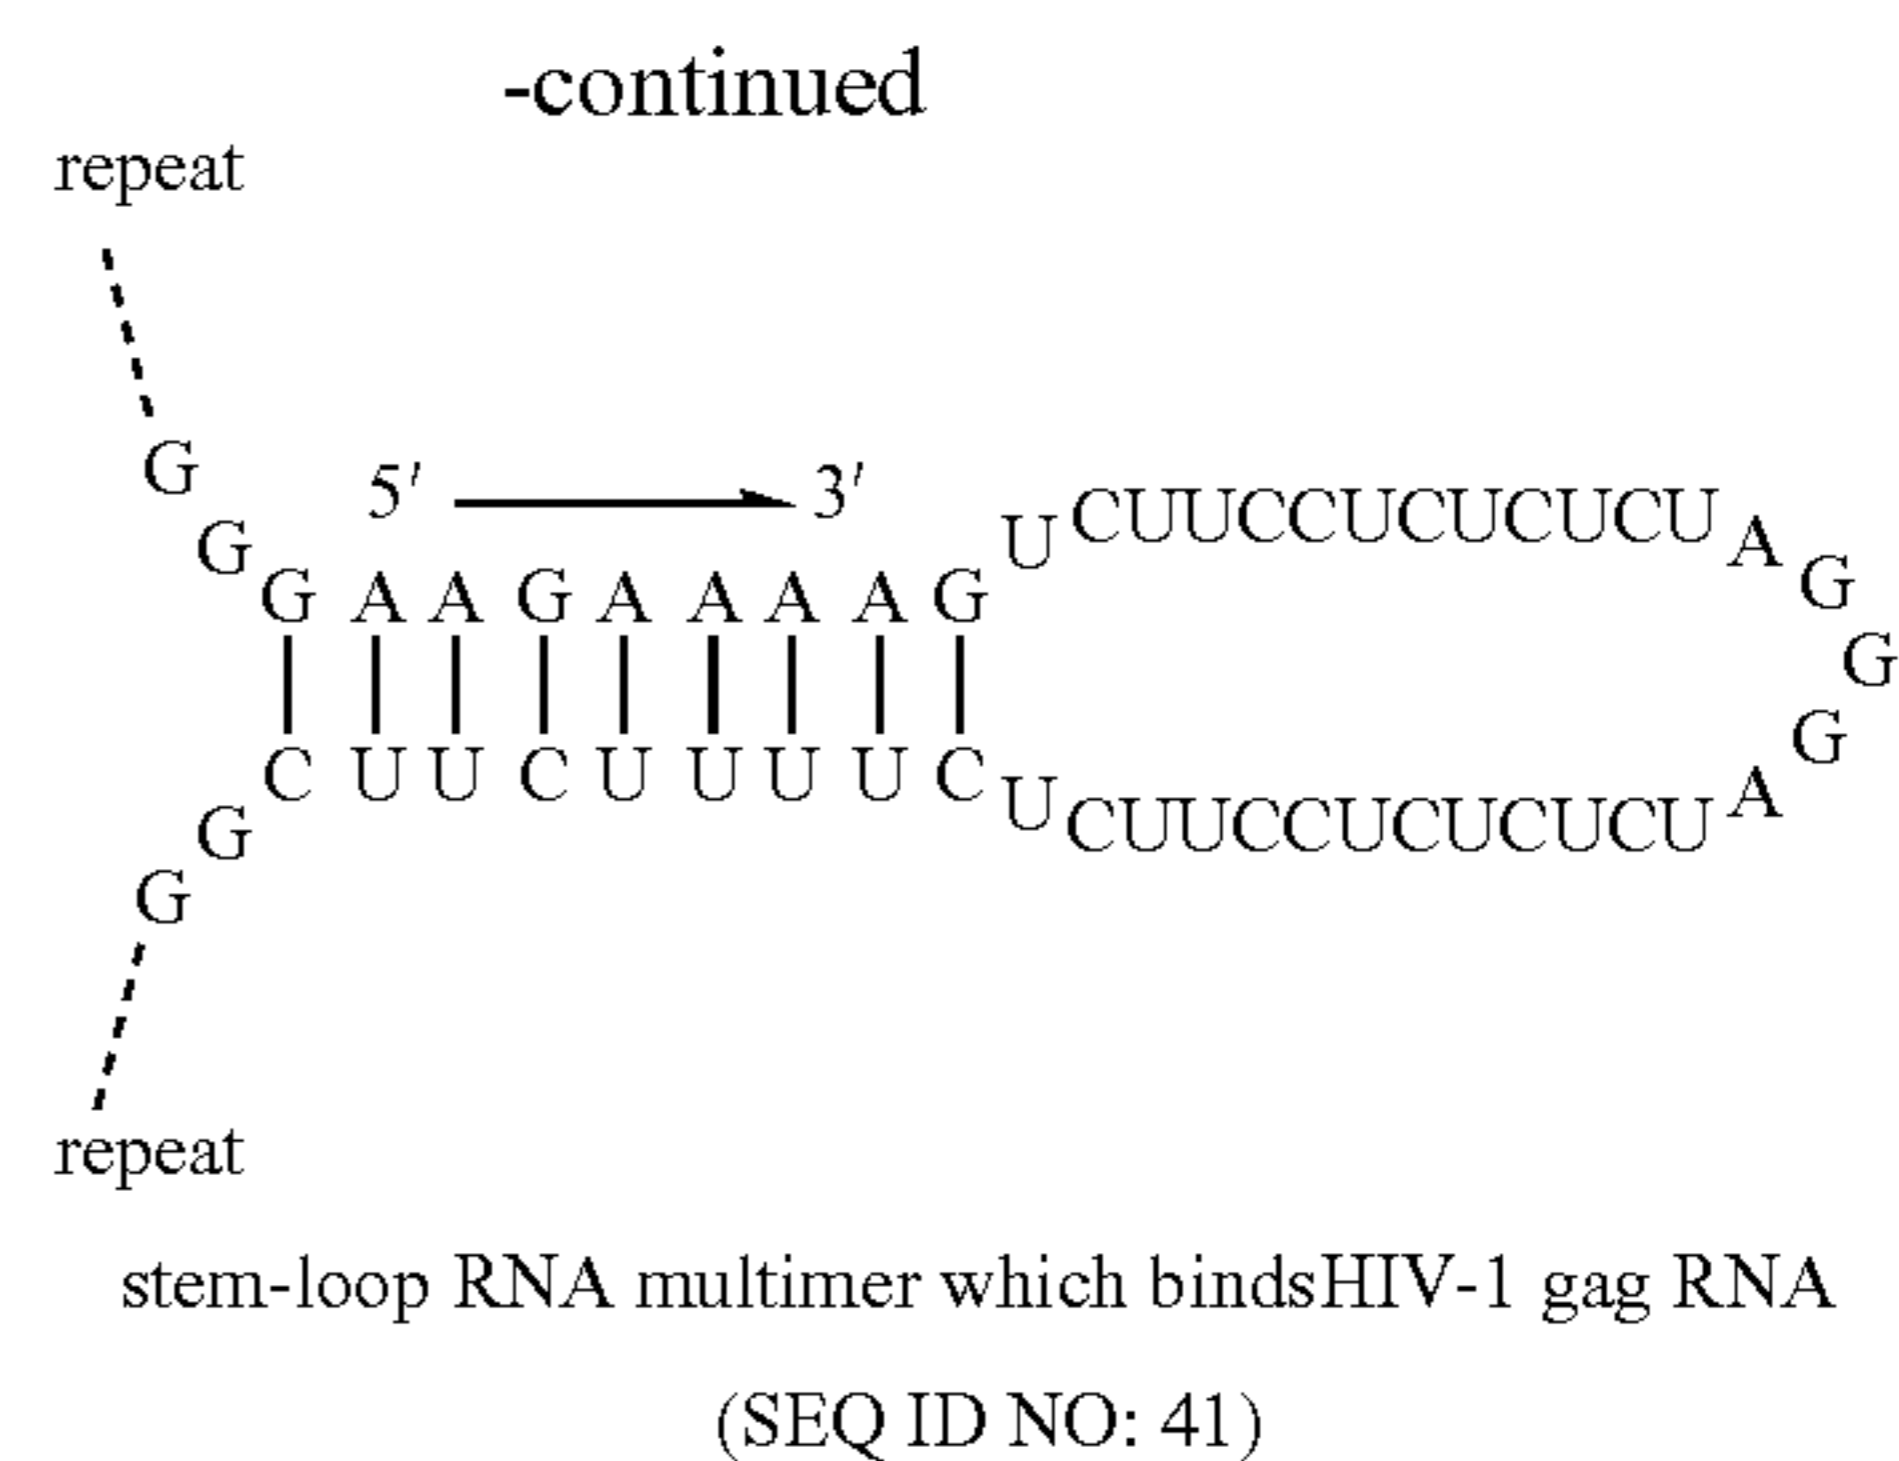 -continued
repeat
G
G
5′ 3′
U CUUCCUCUCUCU A
G A A G A A A A G
G
G
G
C U U C U U U U C
U CUUCCUCUCUCU A
G
G
repeat
stem-loop RNA multimer which bindsHIV-1 gag RNA
(SEQ ID NO: 41)